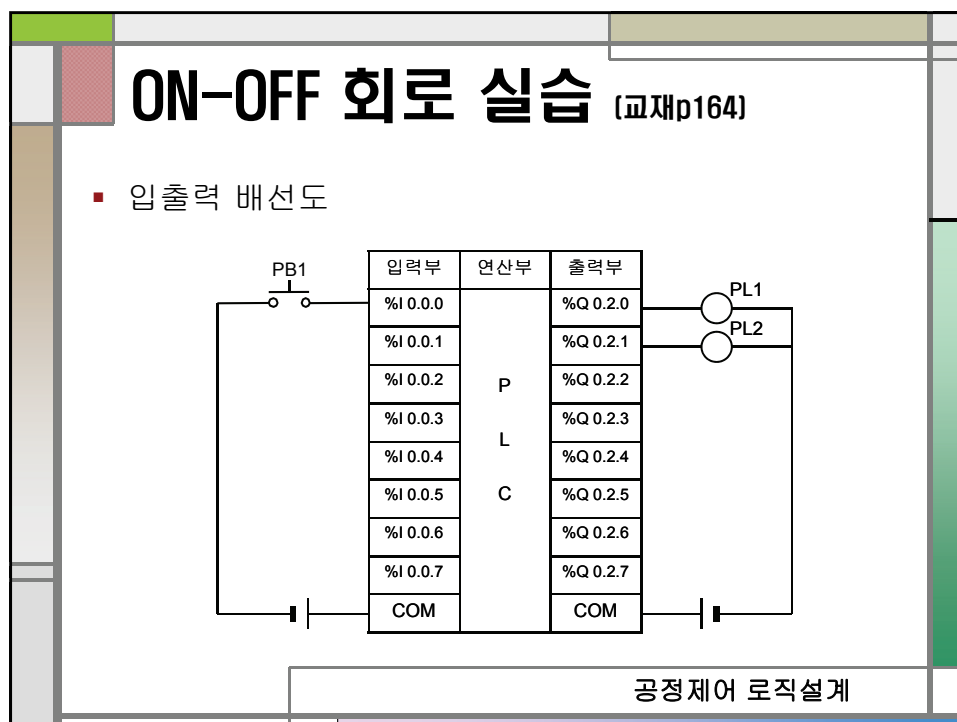 ON-OFF 회로 실습 (교재p164)
▪ 입출력 배선도
PB1
입력부 연산부 출력부
%I 0.0.0 %Q 0.2.0 PL1
%I 0.0.1 %Q 0.2.1 PL2
%I 0.0.2 P %Q 0.2.2
%I 0.0.3 %Q 0.2.3
%I 0.0.4 L %Q 0.2.4
%I 0.0.5 C %Q 0.2.5
%I 0.0.6 %Q 0.2.6
%I 0.0.7 %Q 0.2.7
COM COM
공정제어 로직설계